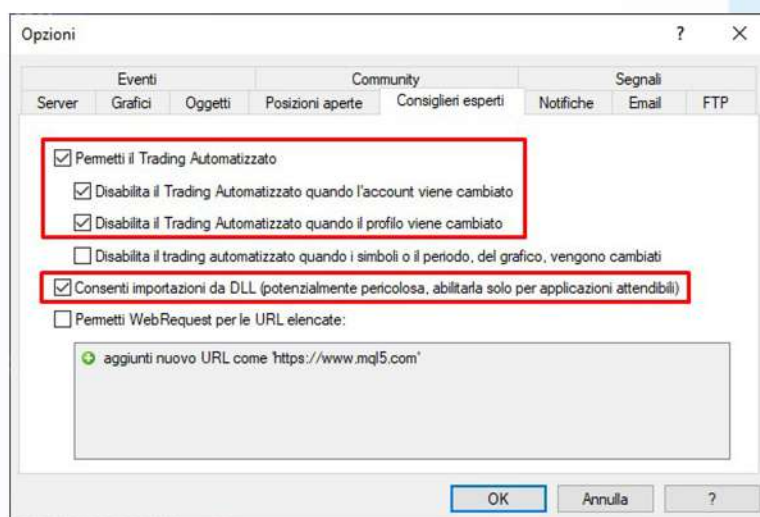 Opzioni
?
Eventi Community Segnali
Server Grafici Oggetti Posizioni aperte Consiglieri esperti Notifiche Email FTP
Permetti il Trading Automatizzato
Disabilita il Trading Automatizzato quando l'account viene cambiato
Disabilita il Trading Automatizzato quando il profilo viene cambiato
Disabilita il trading automatizzato quando i simboli o il periodo, del grafico, vengono cambiati
Consenti importazioni da DLL (potenzialmente pericolosa, abilitarla solo per applicazioni attendibili)
Permetti WebRequest per le URL elencate:
aggiunti nuovo URL come 'https://www.mql5.com'
OK Annulla ?